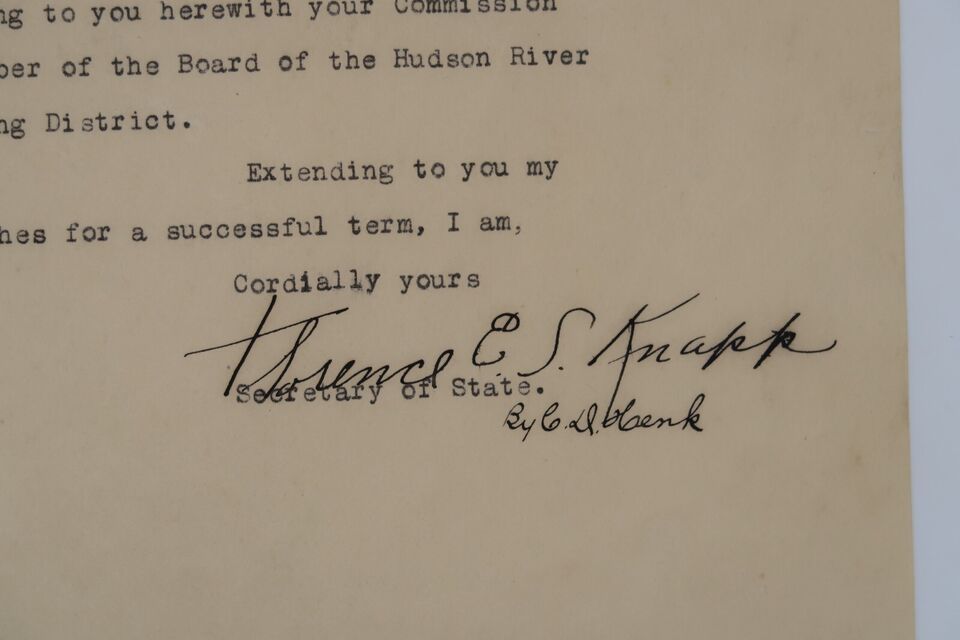 ng to you herewith your Commission
ber of the Board of the Hudson River
ng District.
Extending to you my
hes for a successful term, I am,
Cordially yours
Florence E. S. Knapp
Secretary of State.
By C. D. Henk